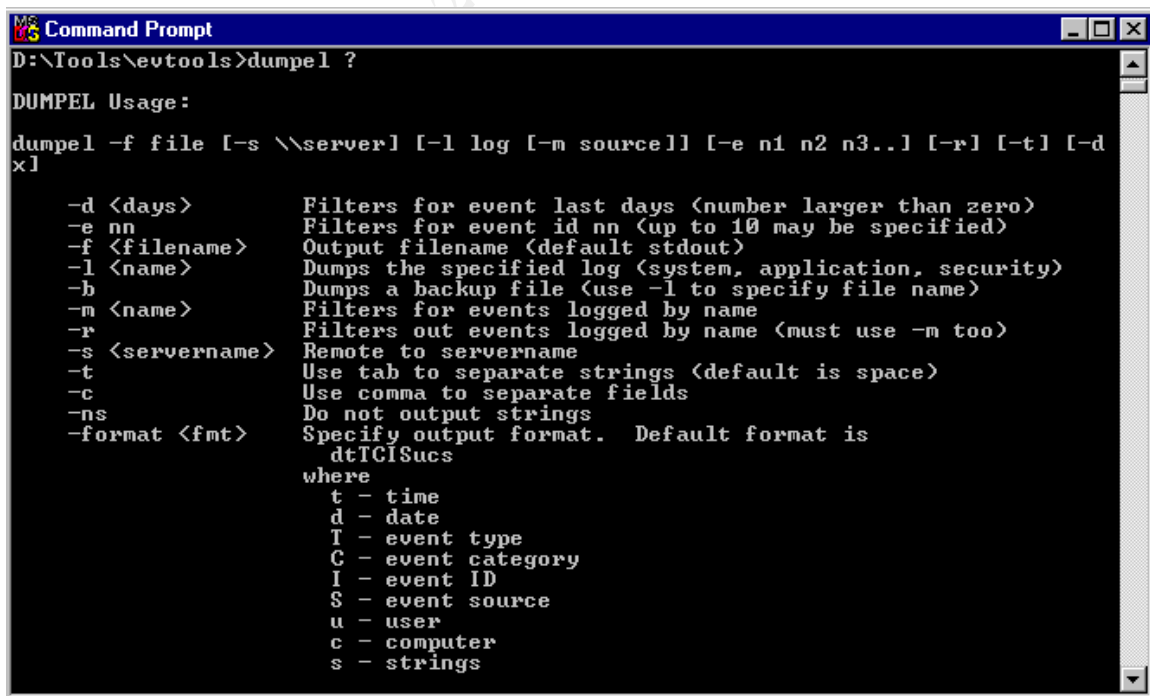 Command Prompt
D:\Tools\evtools>dumpel ?
DUMPEL Usage:
dumpel -f file [-s \\server] [-l log [-m source]] [-e n1 n2 n3..] [-r] [-t] [-d
x]
-d <days> Filters for event last days (number larger than zero)
-e nn Filters for event id nn (up to 10 may be specified)
-f <filename> Output filename (default stdout)
-l <name> Dumps the specified log (system, application, security)
-b Dumps a backup file (use -l to specify file name)
-m <name> Filters for events logged by name
-r Filters out events logged by name (must use -m too)
-s <servername> Remote to servername
-t Use tab to separate strings (default is space)
-c Use comma to separate fields
-ns Do not output strings
-format <fmt> Specify output format. Default format is
dtTCISucs
where
t - time
d - date
T - event type
C - event category
I - event ID
S - event source
u - user
c - computer
s - strings